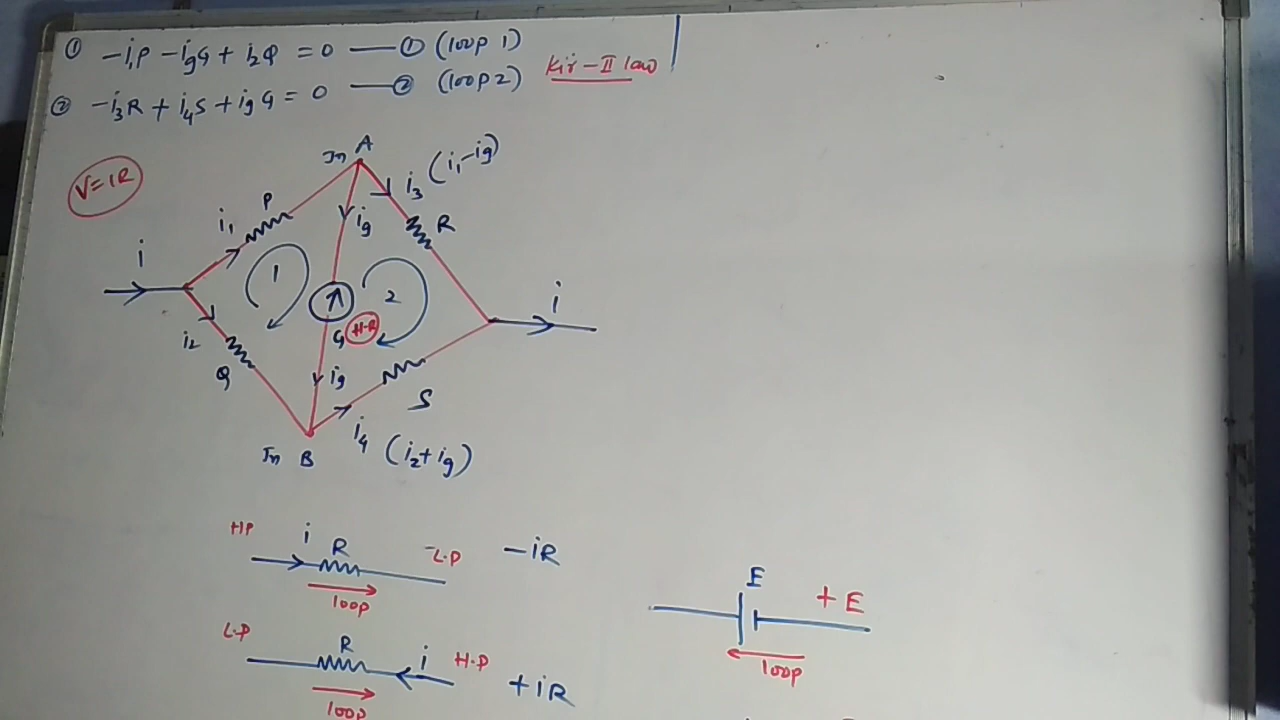 ① -i₁P - igG + i₂Q = 0 —① (loop 1)
Kir-II law
② -i₃R + i₄S + igG = 0 —② (loop 2)
V=IR
Jn A
i₃ (i₁-ig)
P
i₁
ig
R
i
1
2
i
i₂
G
H.R
Q
ig
S
i₄ (i₂+ig)
Jn B
HP
i
R
L.P
-iR
loop
E
+E
loop
L.P
R
i
H.P
+iR
loop